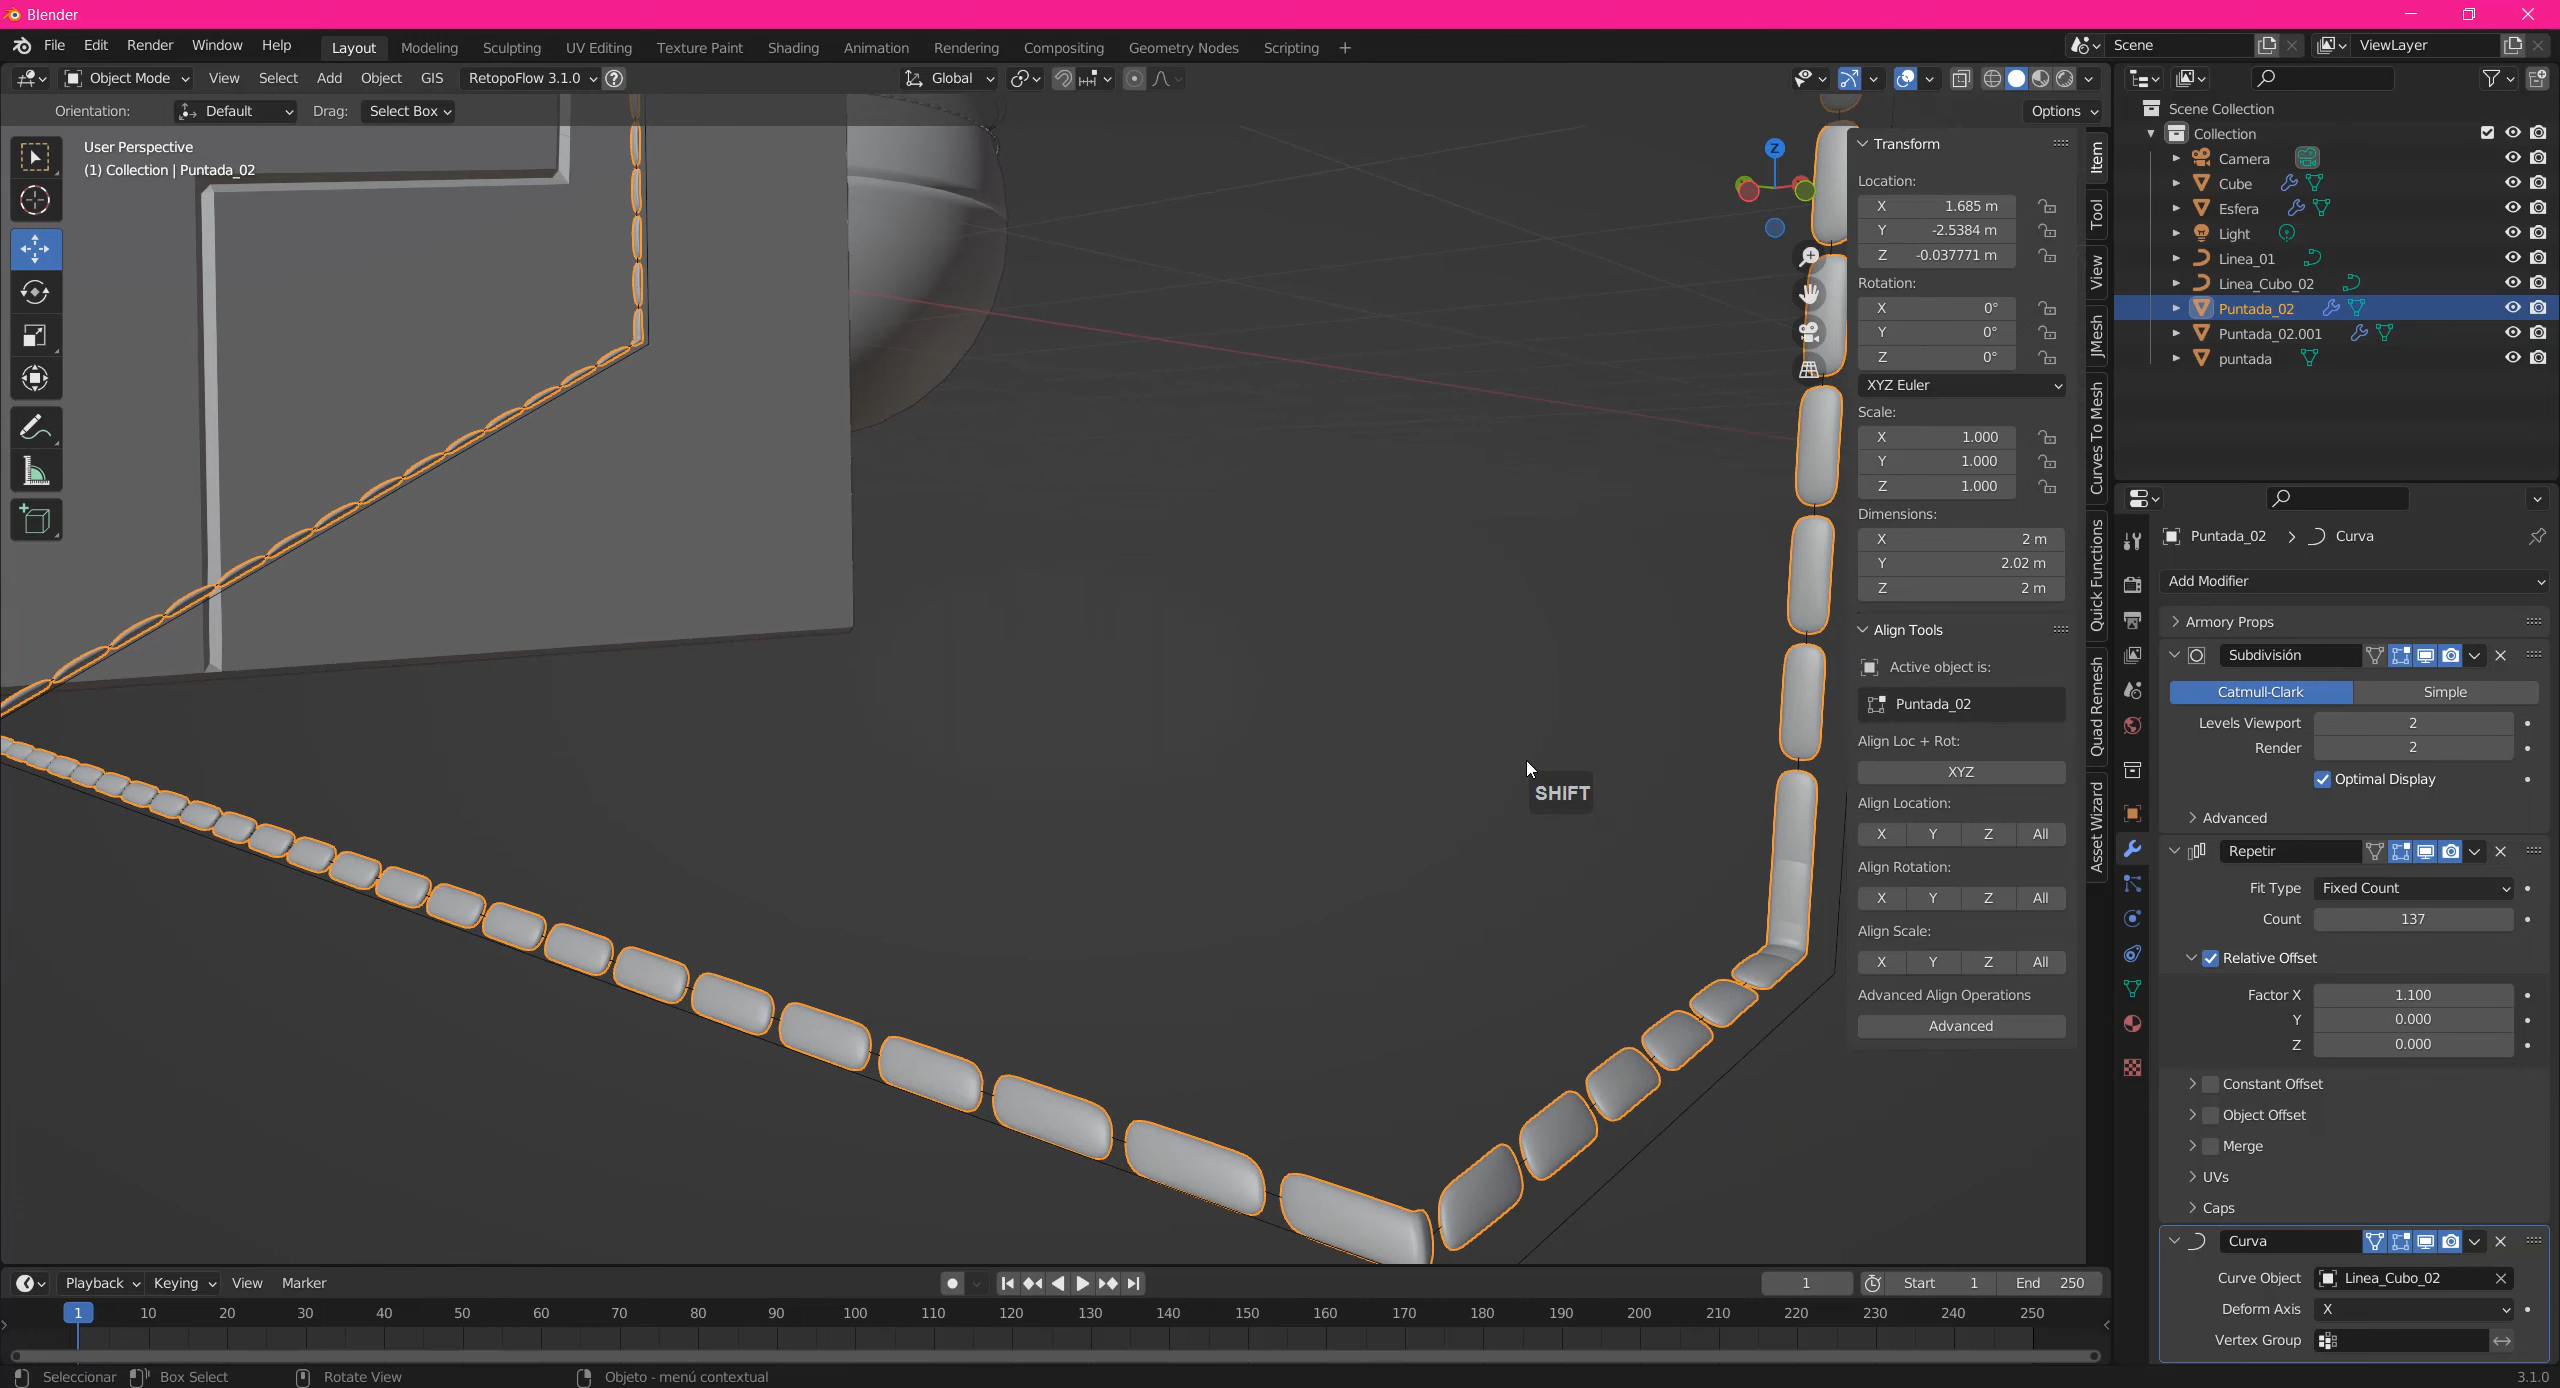 Blender
File Edit Render Window Help Layout Modeling Sculpting UV Editing Texture Paint Shading Animation Rendering Compositing Geometry Nodes Scripting + Scene ViewLayer
Object Mode View Select Add Object GIS RetopoFlow 3.1.0 Global
Orientation: Default Drag: Select Box Options
User Perspective
(1) Collection | Puntada_02
Z
SHIFT
Transform
Location:
X 1.685 m
Y -2.5384 m
Z -0.037771 m
Rotation:
X 0°
Y 0°
Z 0°
XYZ Euler
Scale:
X 1.000
Y 1.000
Z 1.000
Dimensions:
X 2 m
Y 2.02 m
Z 2 m
Align Tools
Active object is:
Puntada_02
Align Loc + Rot:
XYZ
Align Location:
X Y Z All
Align Rotation:
X Y Z All
Align Scale:
X Y Z All
Advanced Align Operations
Advanced
Item
Tool
View
JMesh
Curves To Mesh
Quick Functions
Quad Remesh
Asset Wizard
Scene Collection
Collection
Camera
Cube
Esfera
Light
Linea_01
Linea_Cubo_02
Puntada_02
Puntada_02.001
puntada
Puntada_02 Curva
Add Modifier
Armory Props
Subdivisión
Catmull-Clark Simple
Levels Viewport 2
Render 2
Optimal Display
Advanced
Repetir
Fit Type Fixed Count
Count 137
Relative Offset
Factor X 1.100
Y 0.000
Z 0.000
Constant Offset
Object Offset
Merge
UVs
Caps
Curva
Curve Object Linea_Cubo_02
Deform Axis X
Vertex Group
Playback Keying View Marker 1 Start 1 End 250
1 10 20 30 40 50 60 70 80 90 100 110 120 130 140 150 160 170 180 190 200 210 220 230 240 250
Seleccionar Box Select Rotate View Objeto - menú contextual 3.1.0